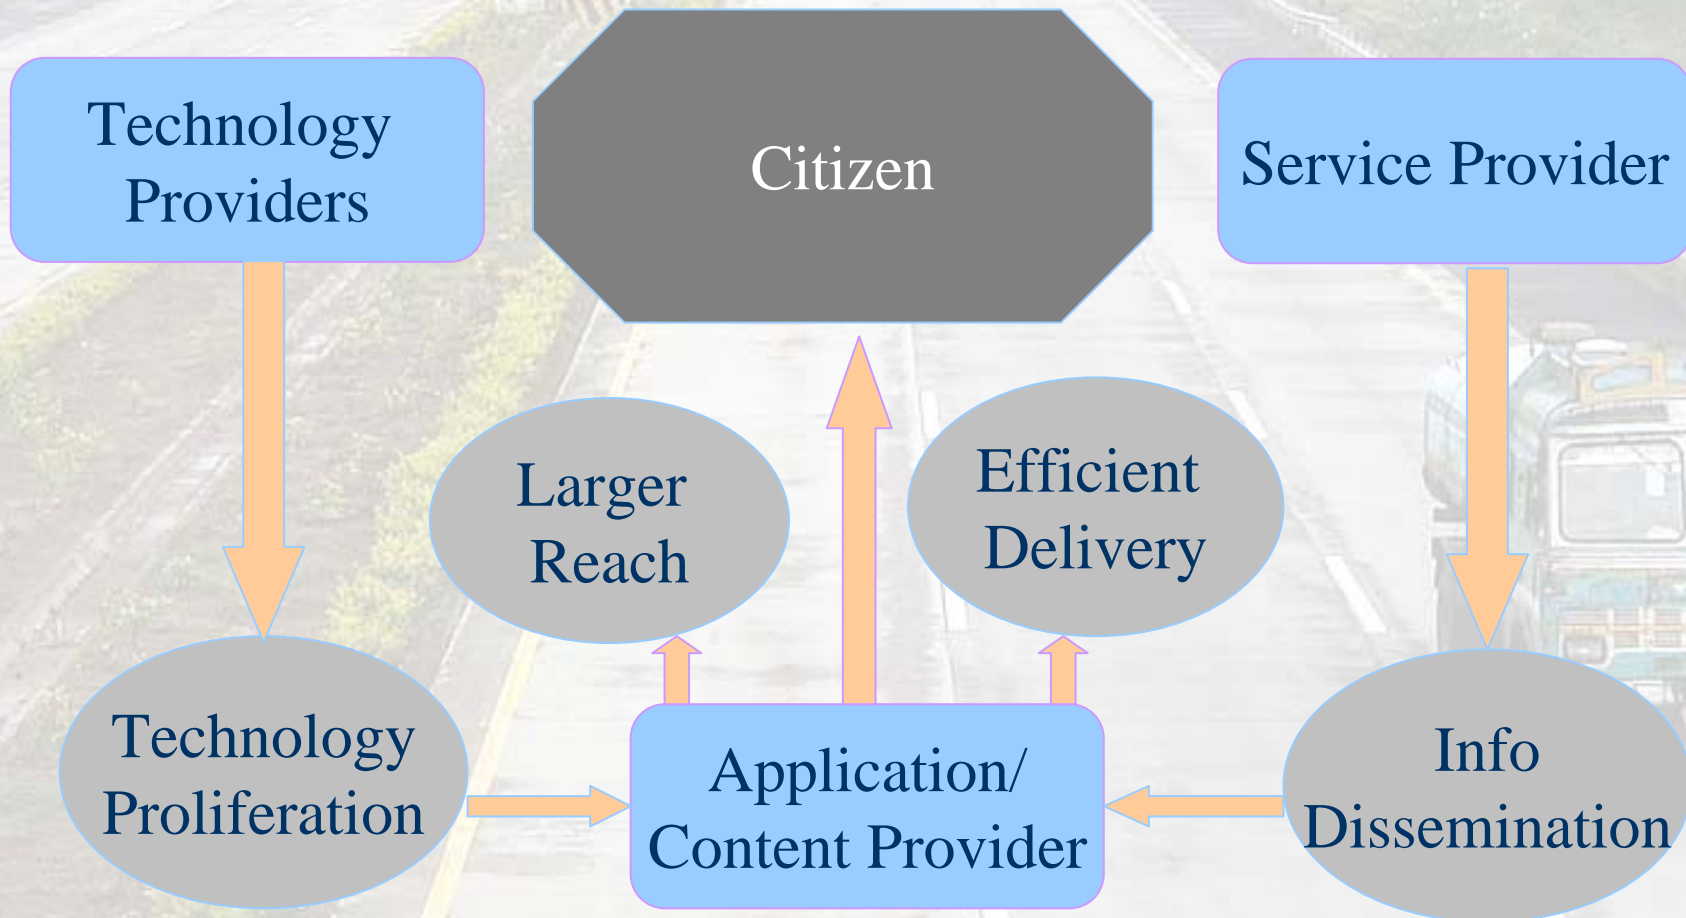 Technology
Providers
Citizen
Service Provider
Larger
Reach
Efficient
Delivery
Technology
Proliferation
Application/
Content Provider
Info
Dissemination